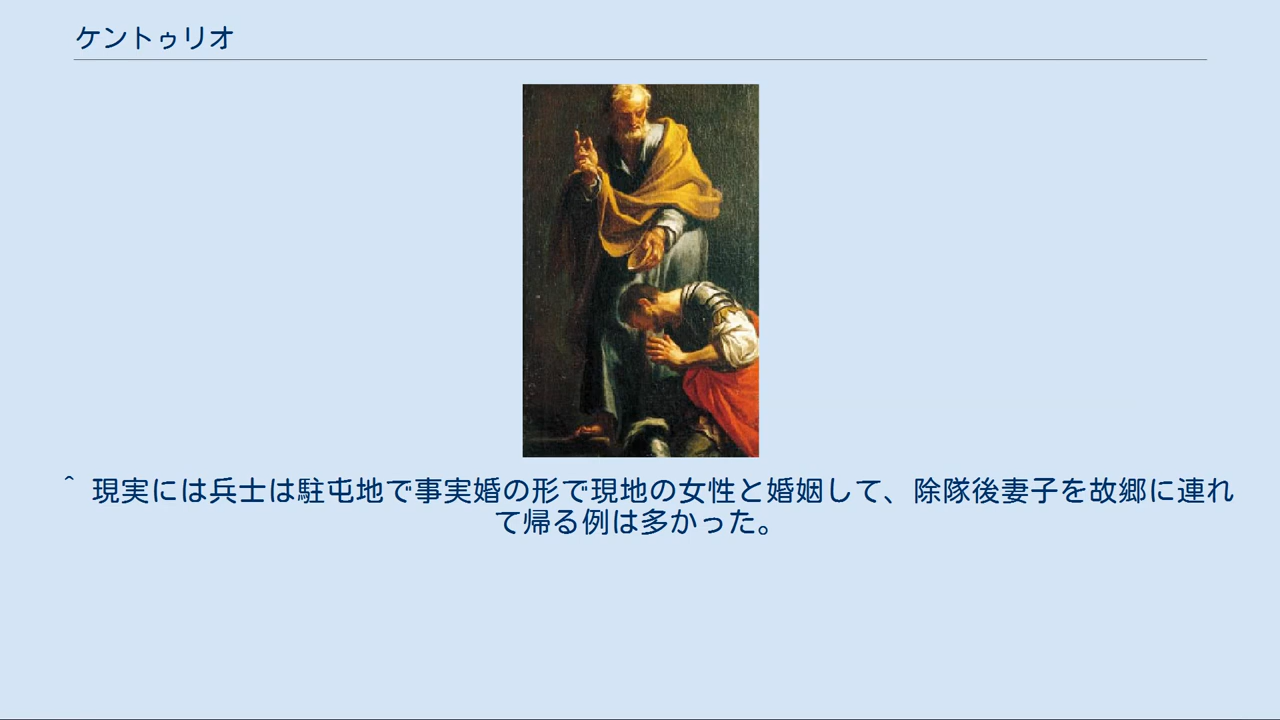 ケントゥリオ
^ 現実には兵士は駐屯地で事実婚の形で現地の女性と婚姻して、除隊後妻子を故郷に連れ
て帰る例は多かった。